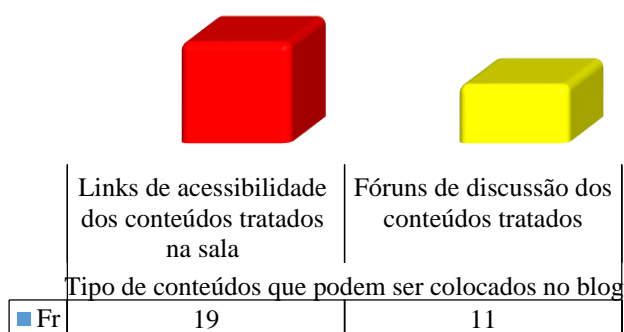 Links de acessibilidade
dos conteúdos tratados
na sala
Fóruns de discussão dos
conteúdos tratados
Tipo de conteúdos que podem ser colocados no blog
Fr 19 11